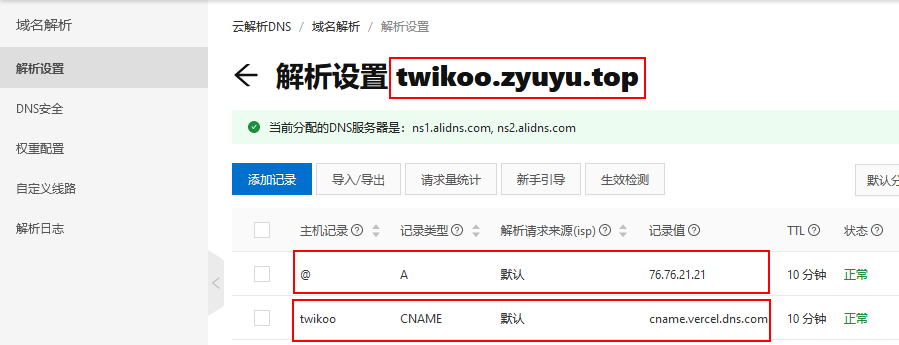 域名解析
云解析DNS / 域名解析 / 解析设置
解析设置
← 解析设置 twikoo.zyuyu.top
DNS安全
当前分配的DNS服务器是：ns1.alidns.com, ns2.alidns.com
权重配置
添加记录 导入/导出 请求量统计 新手引导 生效检测 默认分
自定义线路
解析日志
主机记录 记录类型 解析请求来源(isp) 记录值 TTL 状态
@ A 默认 76.76.21.21 10 分钟 正常
twikoo CNAME 默认 cname.vercel.dns.com 10 分钟 正常